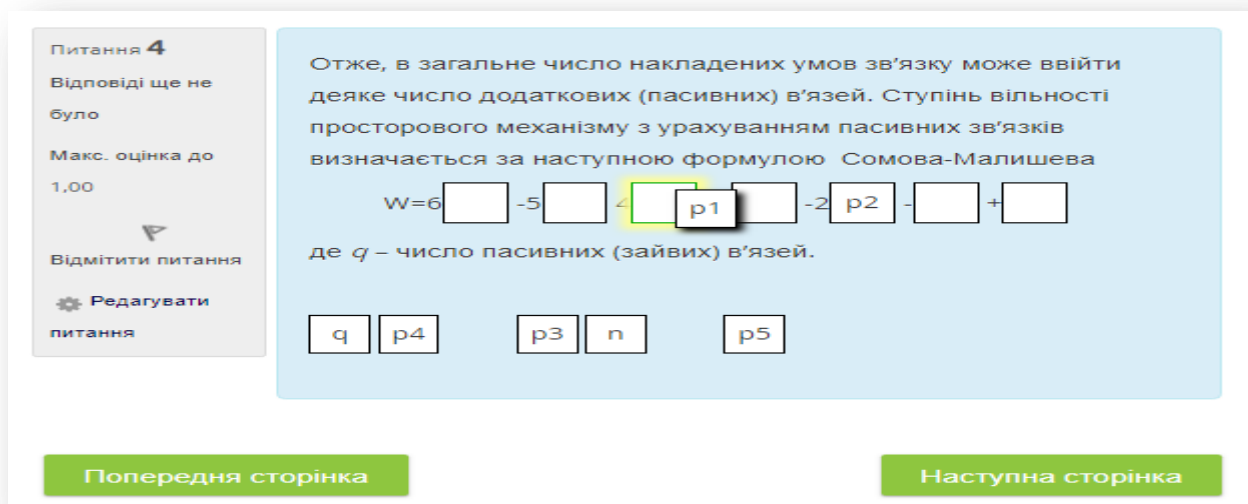 Питання 4
Відповіді ще не
було
Макс. оцінка до
1,00
Відмітити питання
Редагувати
питання
Отже, в загальне число накладених умов зв'язку може ввійти
деяке число додаткових (пасивних) в'язей. Ступінь вільності
просторового механізму з урахуванням пасивних зв'язків
визначається за наступною формулою Сомова-Малишева
W=6 -5 4 p1 -2 p2 - +
де q – число пасивних (зайвих) в'язей.
q p4 p3 n p5
Попередня сторінка
Наступна сторінка